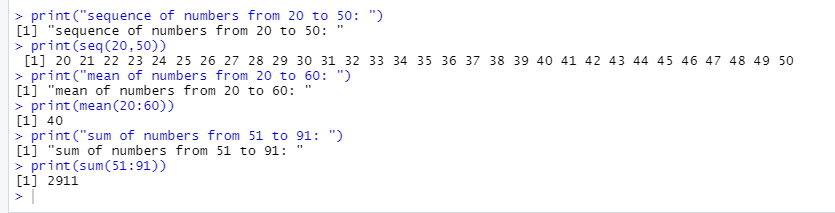 > print("sequence of numbers from 20 to 50: ")
[1] "sequence of numbers from 20 to 50: "
> print(seq(20,50))
 [1] 20 21 22 23 24 25 26 27 28 29 30 31 32 33 34 35 36 37 38 39 40 41 42 43 44 45 46 47 48 49 50
> print("mean of numbers from 20 to 60: ")
[1] "mean of numbers from 20 to 60: "
> print(mean(20:60))
[1] 40
> print("sum of numbers from 51 to 91: ")
[1] "sum of numbers from 51 to 91: "
> print(sum(51:91))
[1] 2911
>